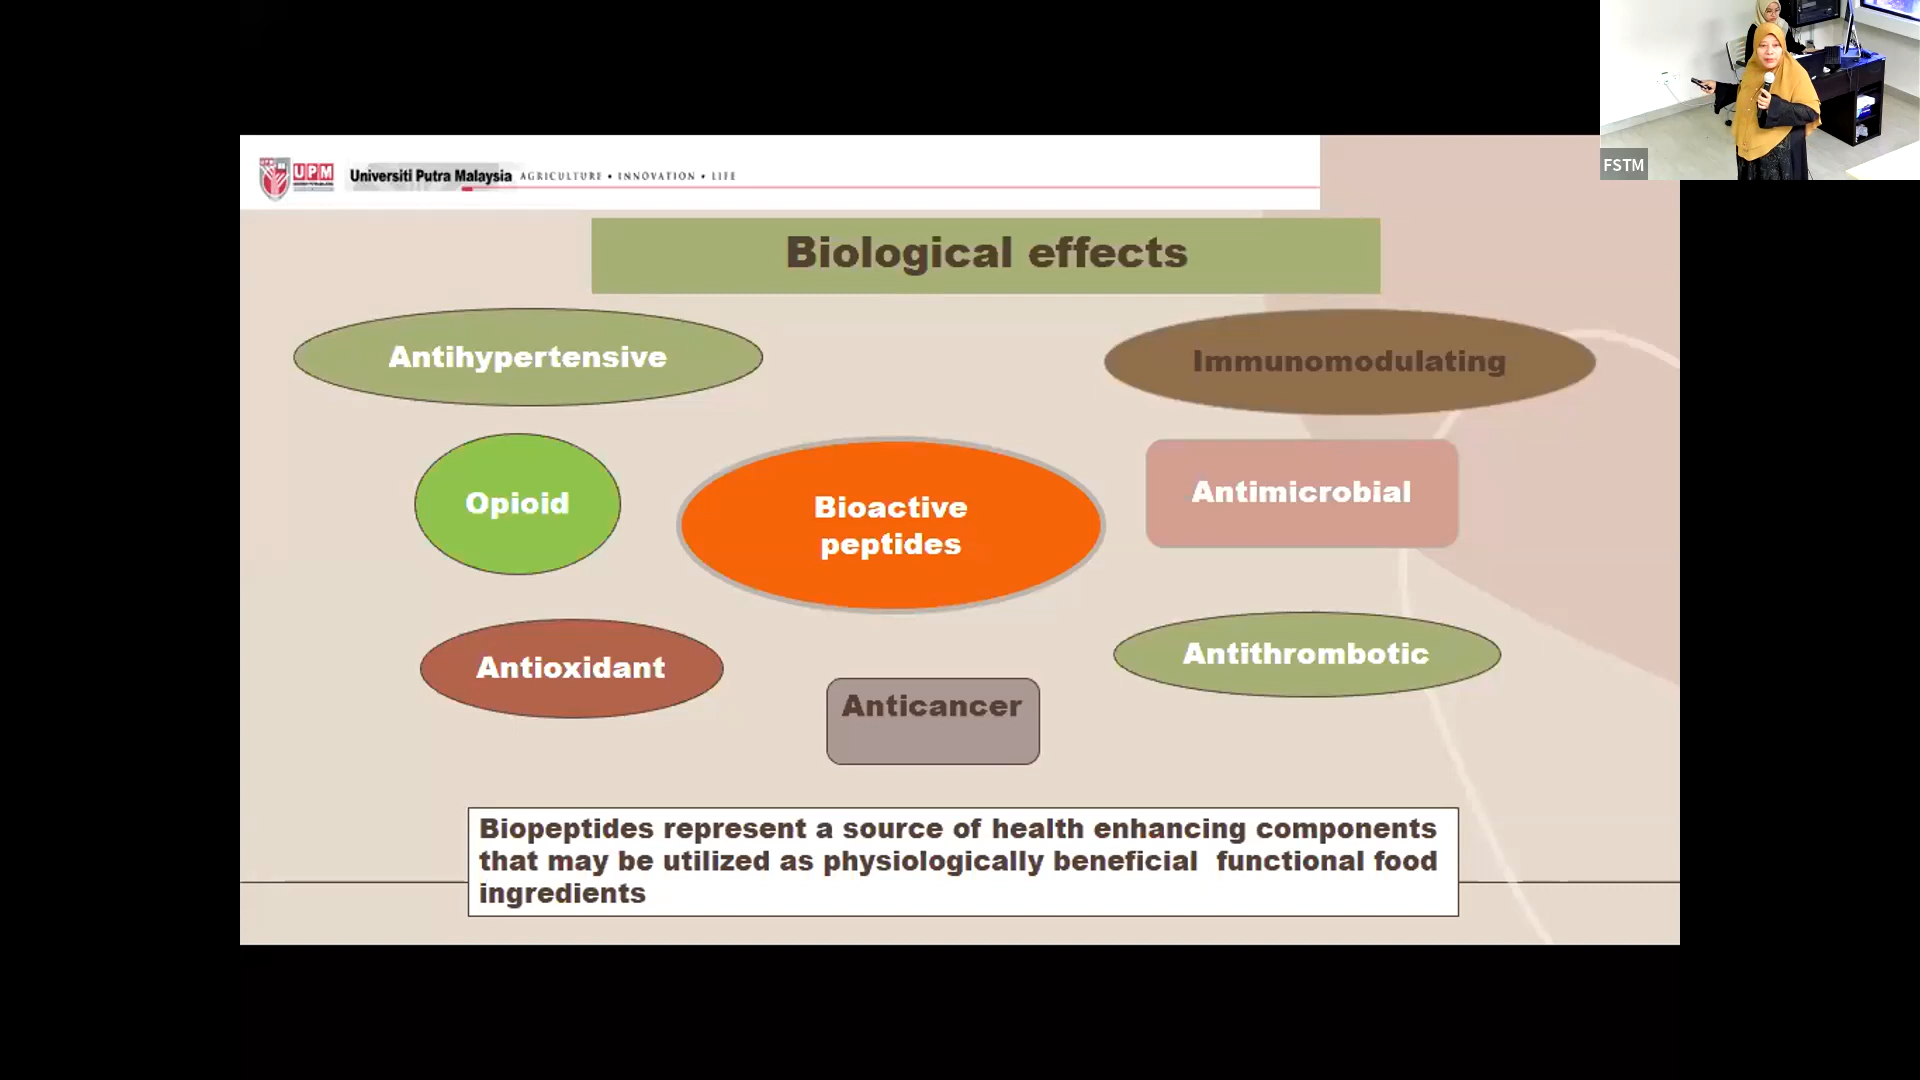 FSTM
UPM
Universiti Putra Malaysia AGRICULTURE • INNOVATION • LIFE
Biological effects
Antihypertensive
Immunomodulating
Opioid
Bioactive
peptides
Antimicrobial
Antioxidant
Anticancer
Antithrombotic
Biopeptides represent a source of health enhancing components
that may be utilized as physiologically beneficial functional food
ingredients